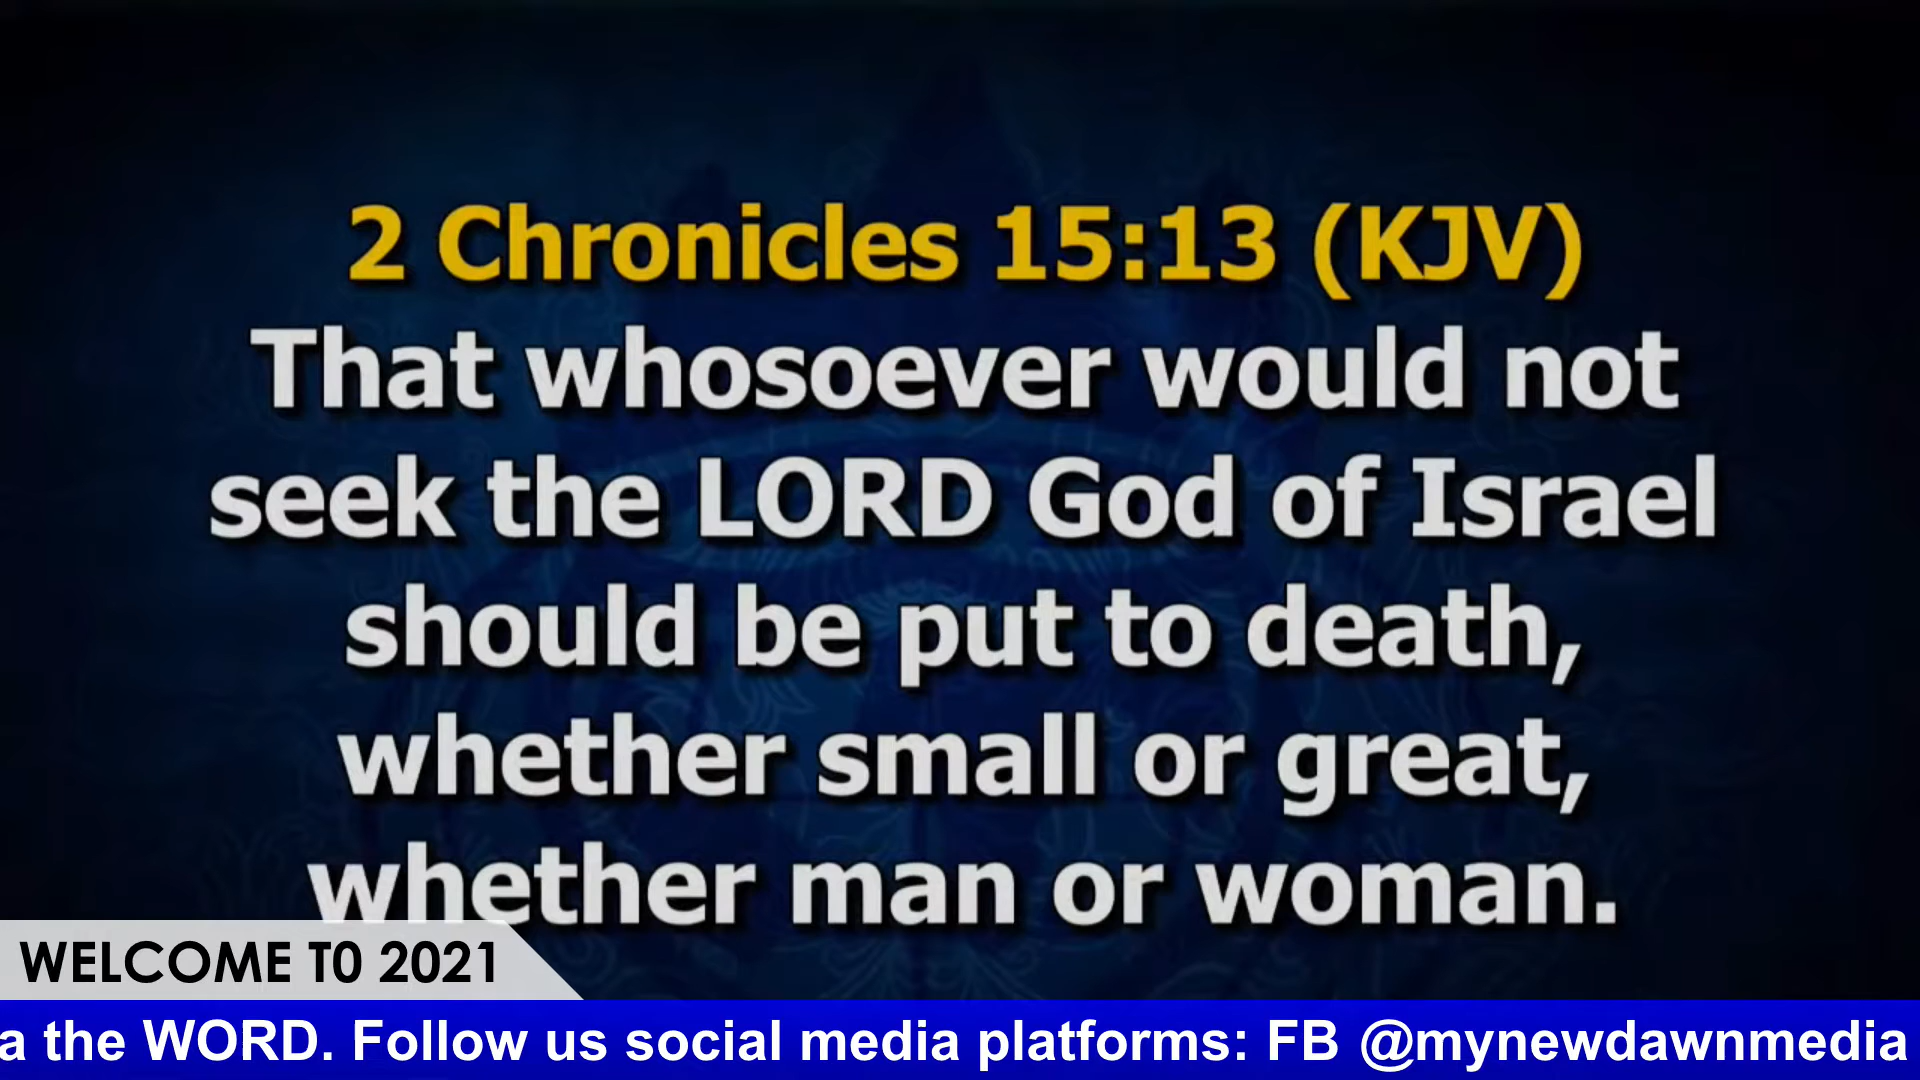 2 Chronicles 15:13 (KJV)
That whosoever would not
seek the LORD God of Israel
should be put to death,
whether small or great,
whether man or woman.
WELCOME T0 2021
a the WORD. Follow us social media platforms: FB @mynewdawnmedia